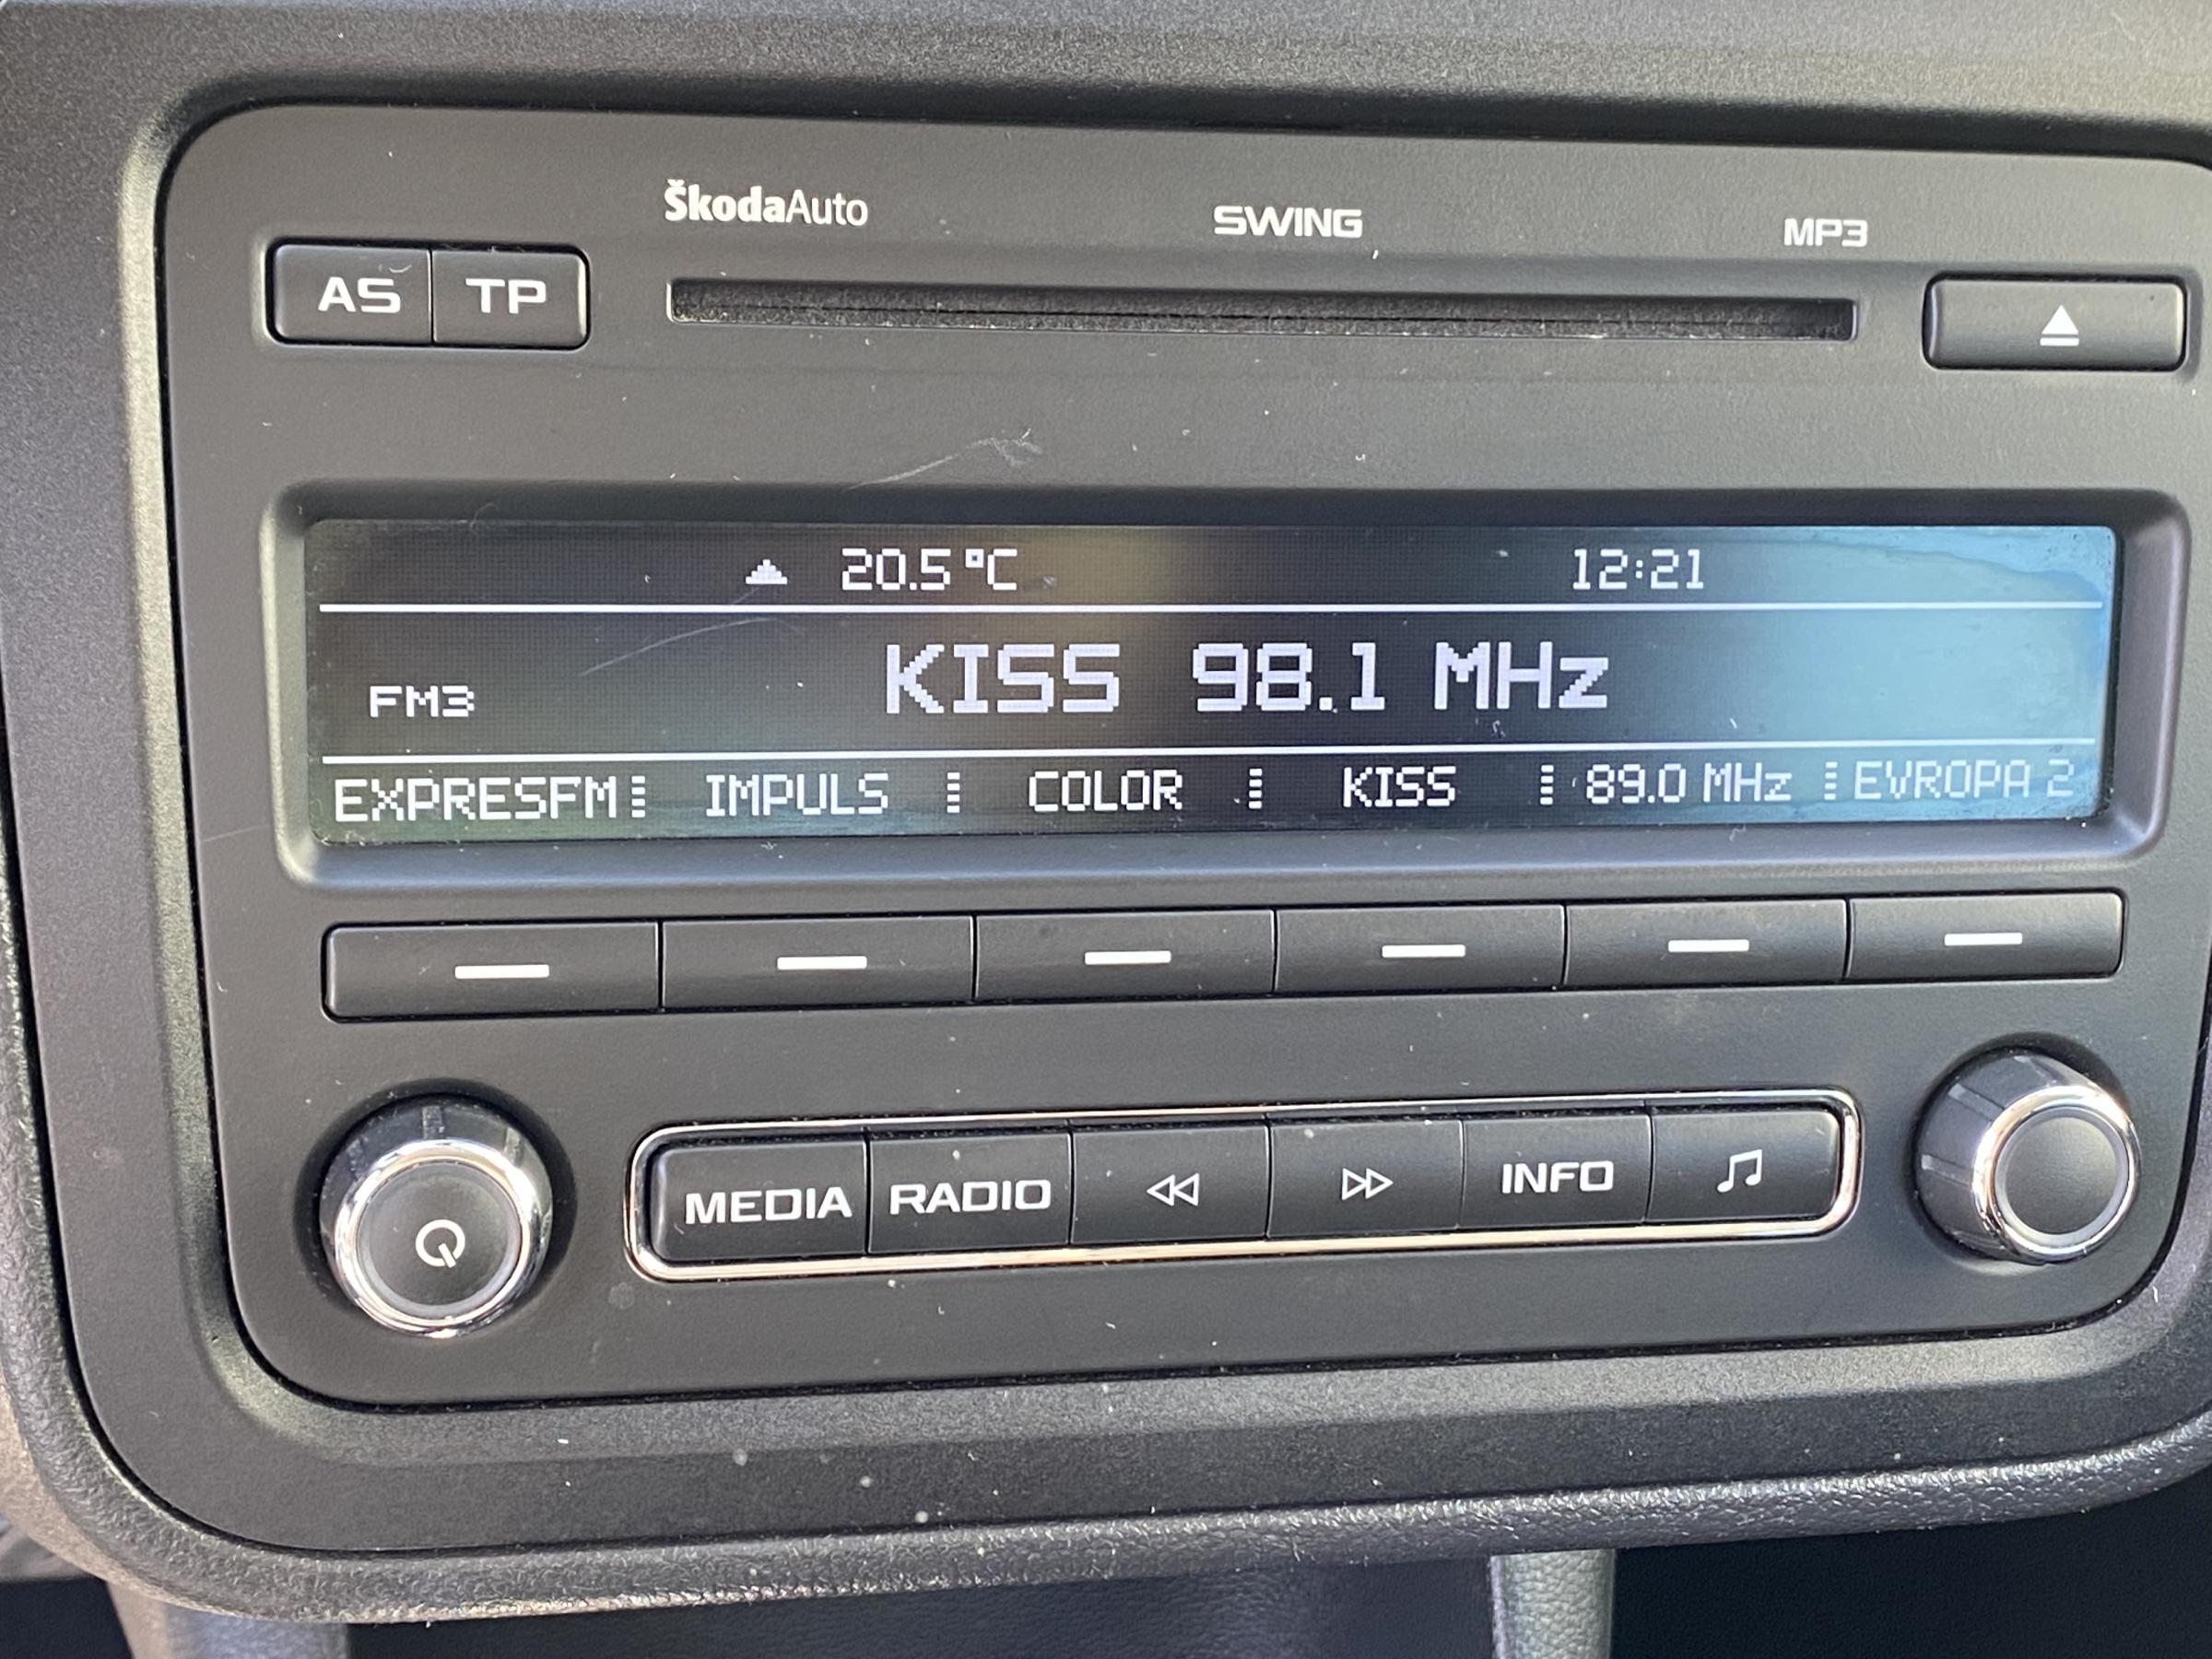 ŠkodaAuto SWING MP3
AS TP
20.5°C 12:21
FM3 KISS 98.1 MHz
EXPRESFM IMPULS COLOR KISS 89.0 MHz EVROPA 2
MEDIA RADIO INFO